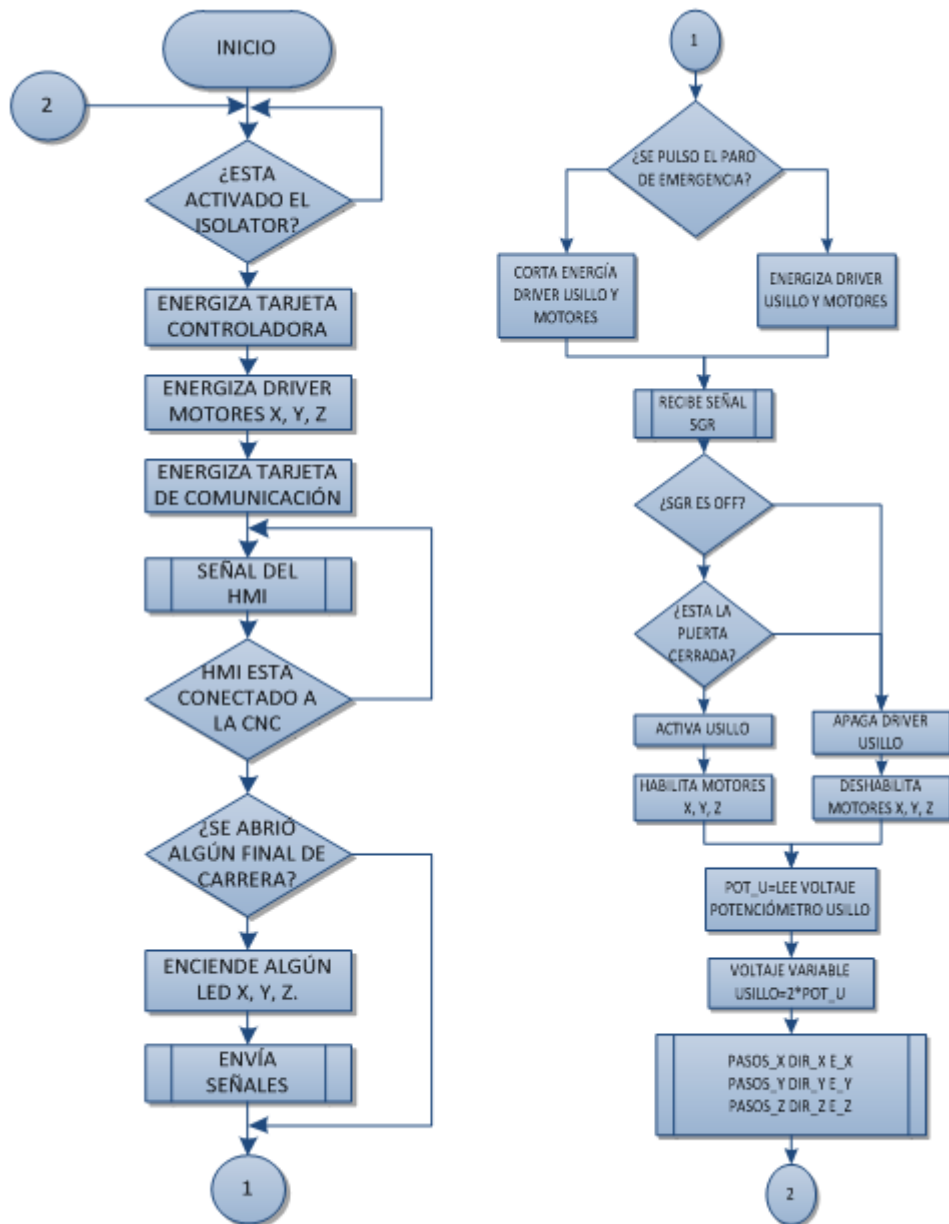 INICIO
2
¿ESTA
ACTIVADO EL
ISOLATOR?
ENERGIZA TARJETA
CONTROLADORA
ENERGIZA DRIVER
MOTORES X, Y, Z
ENERGIZA TARJETA
DE COMUNICACIÓN
SEÑAL DEL
HMI
HMI ESTA
CONECTADO A
LA CNC
¿SE ABRIÓ
ALGÚN FINAL DE
CARRERA?
ENCIENDE ALGÚN
LED X, Y, Z.
ENVÍA
SEÑALES
1
1
¿SE PULSO EL PARO
DE EMERGENCIA?
CORTA ENERGÍA
DRIVER USILLO Y
MOTORES
ENERGIZA DRIVER
USILLO Y MOTORES
RECIBE SEÑAL
SGR
¿SGR ES OFF?
¿ESTA LA
PUERTA
CERRADA?
ACTIVA USILLO
APAGA DRIVER
USILLO
HABILITA MOTORES
X, Y, Z
DESHABILITA
MOTORES X, Y, Z
POT_U=LEE VOLTAJE
POTENCIÓMETRO USILLO
VOLTAJE VARIABLE
USILLO=2*POT_U
PASOS_X DIR_X E_X
PASOS_Y DIR_Y E_Y
PASOS_Z DIR_Z E_Z
2